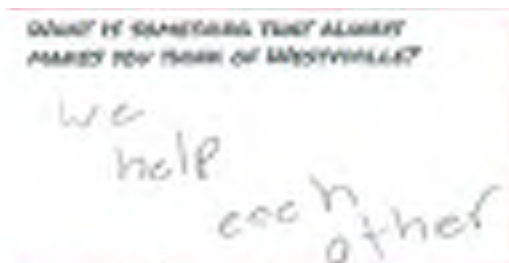 WHAT IS SOMETHING THAT ALWAYS
MAKES YOU THINK OF WESTVILLE?
we
help
each
other